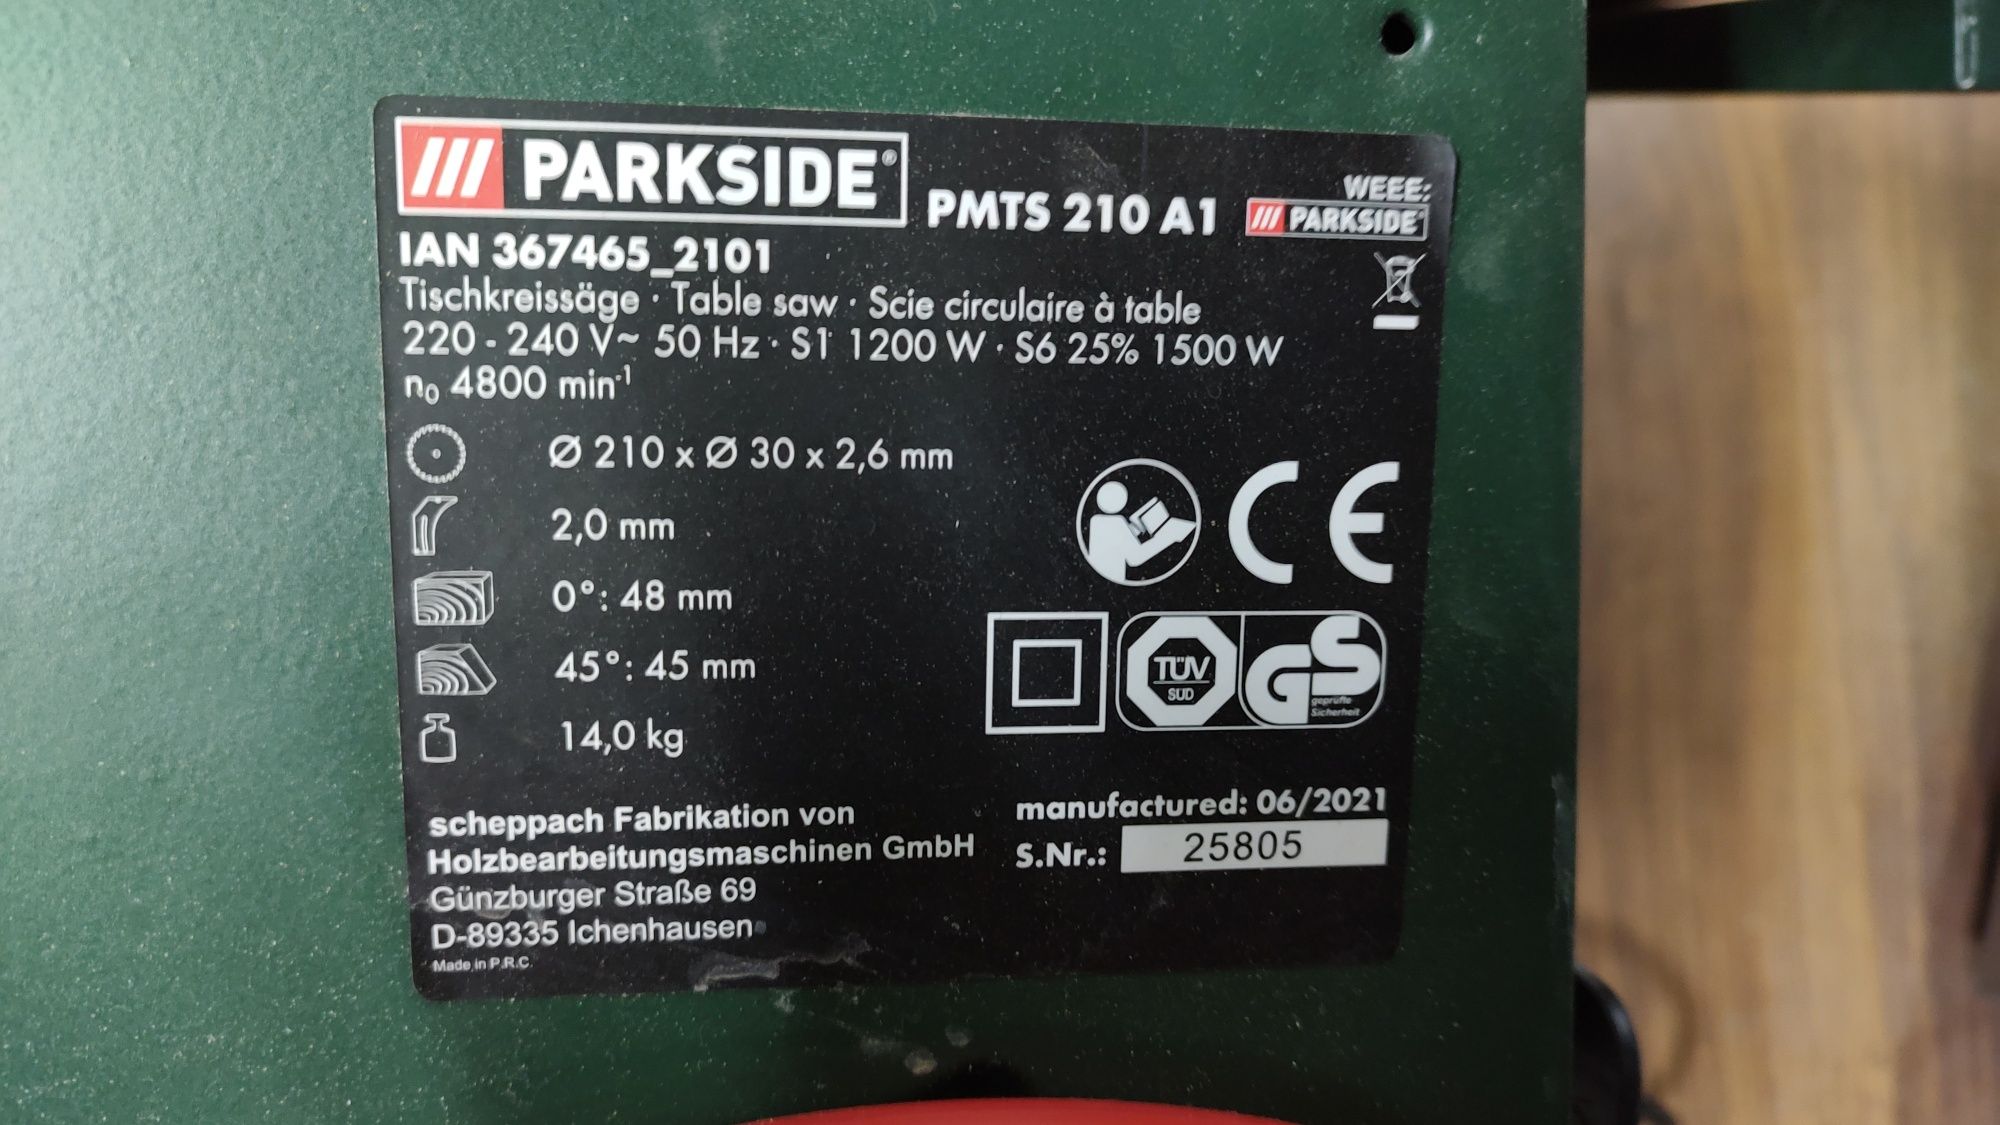 PARKSIDE®
PMTS 210 A1
WEEE:
PARKSIDE®
IAN 367465_2101
Tischkreissäge · Table saw · Scie circulaire à table
220 - 240 V~ 50 Hz · S1 1200 W · S6 25% 1500 W
n₀ 4800 min⁻¹
Ø 210 x Ø 30 x 2,6 mm
2,0 mm
0°: 48 mm
45°: 45 mm
14,0 kg
CE
TÜV
SÜD
GS
geprüfte
Sicherheit
scheppach Fabrikation von
Holzbearbeitungsmaschinen GmbH
Günzburger Straße 69
D-89335 Ichenhausen
Made in P.R.C.
manufactured: 06/2021
S.Nr.: 25805